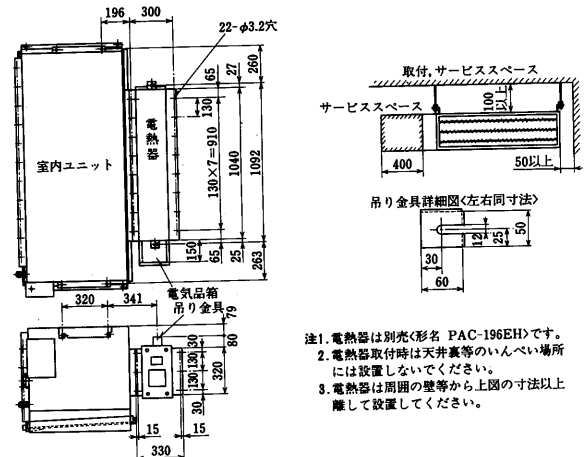 196
300
22-φ3.2穴
260
27
65
130
電熱器
室内ユニット
130×7=910
1040
1092
150
65
25
263
電気品箱
吊り金具
320
341
79
80
30
130
130
320
30
15
15
330
取付,サービススペース
サービススペース
100以上
400
50以上
吊り金具詳細図<左右同寸法>
12
25
50
30
60
注1.電熱器は別売<形名 PAC-196EH>です。
2.電熱器取付時は天井裏等のいんぺい場所
には設置しないでください。
3.電熱器は周囲の壁等から上図の寸法以上
離して設置してください。